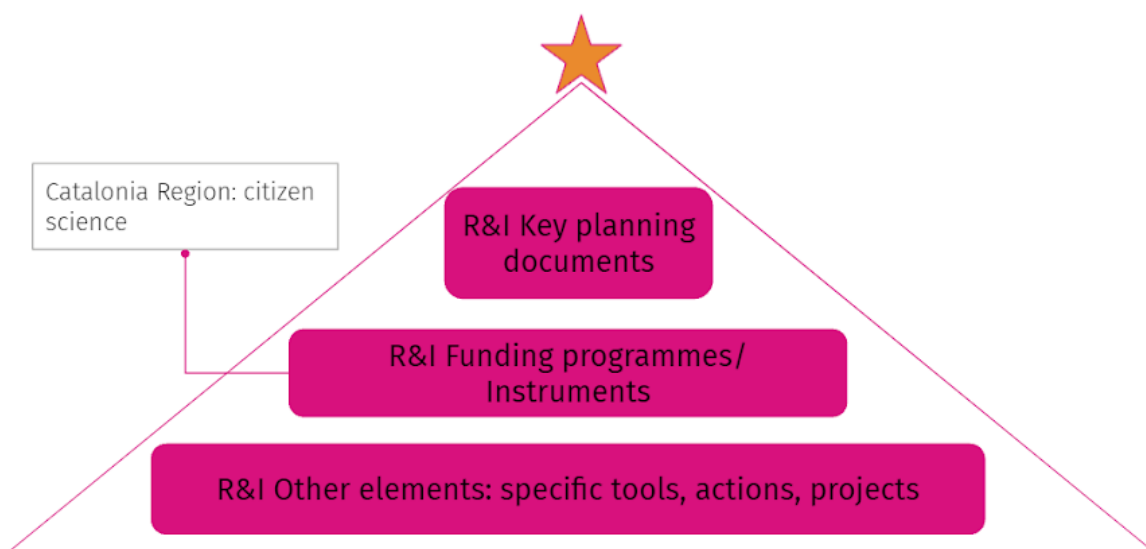 Catalonia Region: citizen
science
R&I Key planning
documents
R&I Funding programmes/
Instruments
R&I Other elements: specific tools, actions, projects